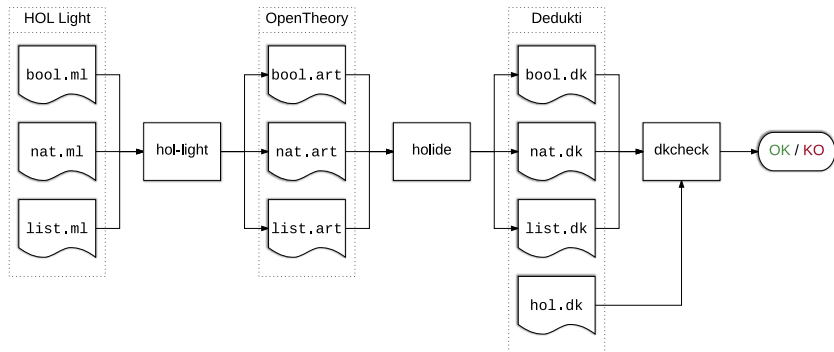 HOL Light
OpenTheory
Dedukti
bool.ml
bool.art
bool.dk
nat.ml
hol-light
nat.art
holide
nat.dk
dkcheck
OK / KO
list.ml
list.art
list.dk
hol.dk